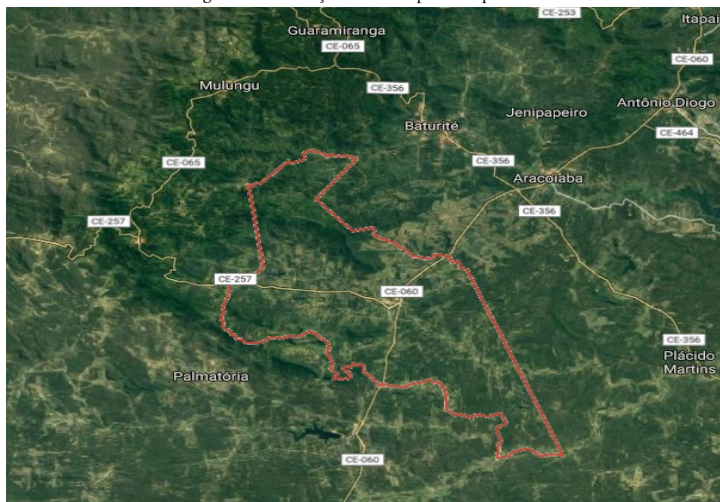 CE-253
Guaramiranga
Itapai
CE-065
CE-060
Mulungu
CE-356
Antônio Diogo
Jenipapeiro
Baturité
CE-464
CE-065
CE-356
Aracoiaba
CE-257
CE-356
CE-257
CE-060
CE-356
Plácido
Martins
Palmatória
CE-060